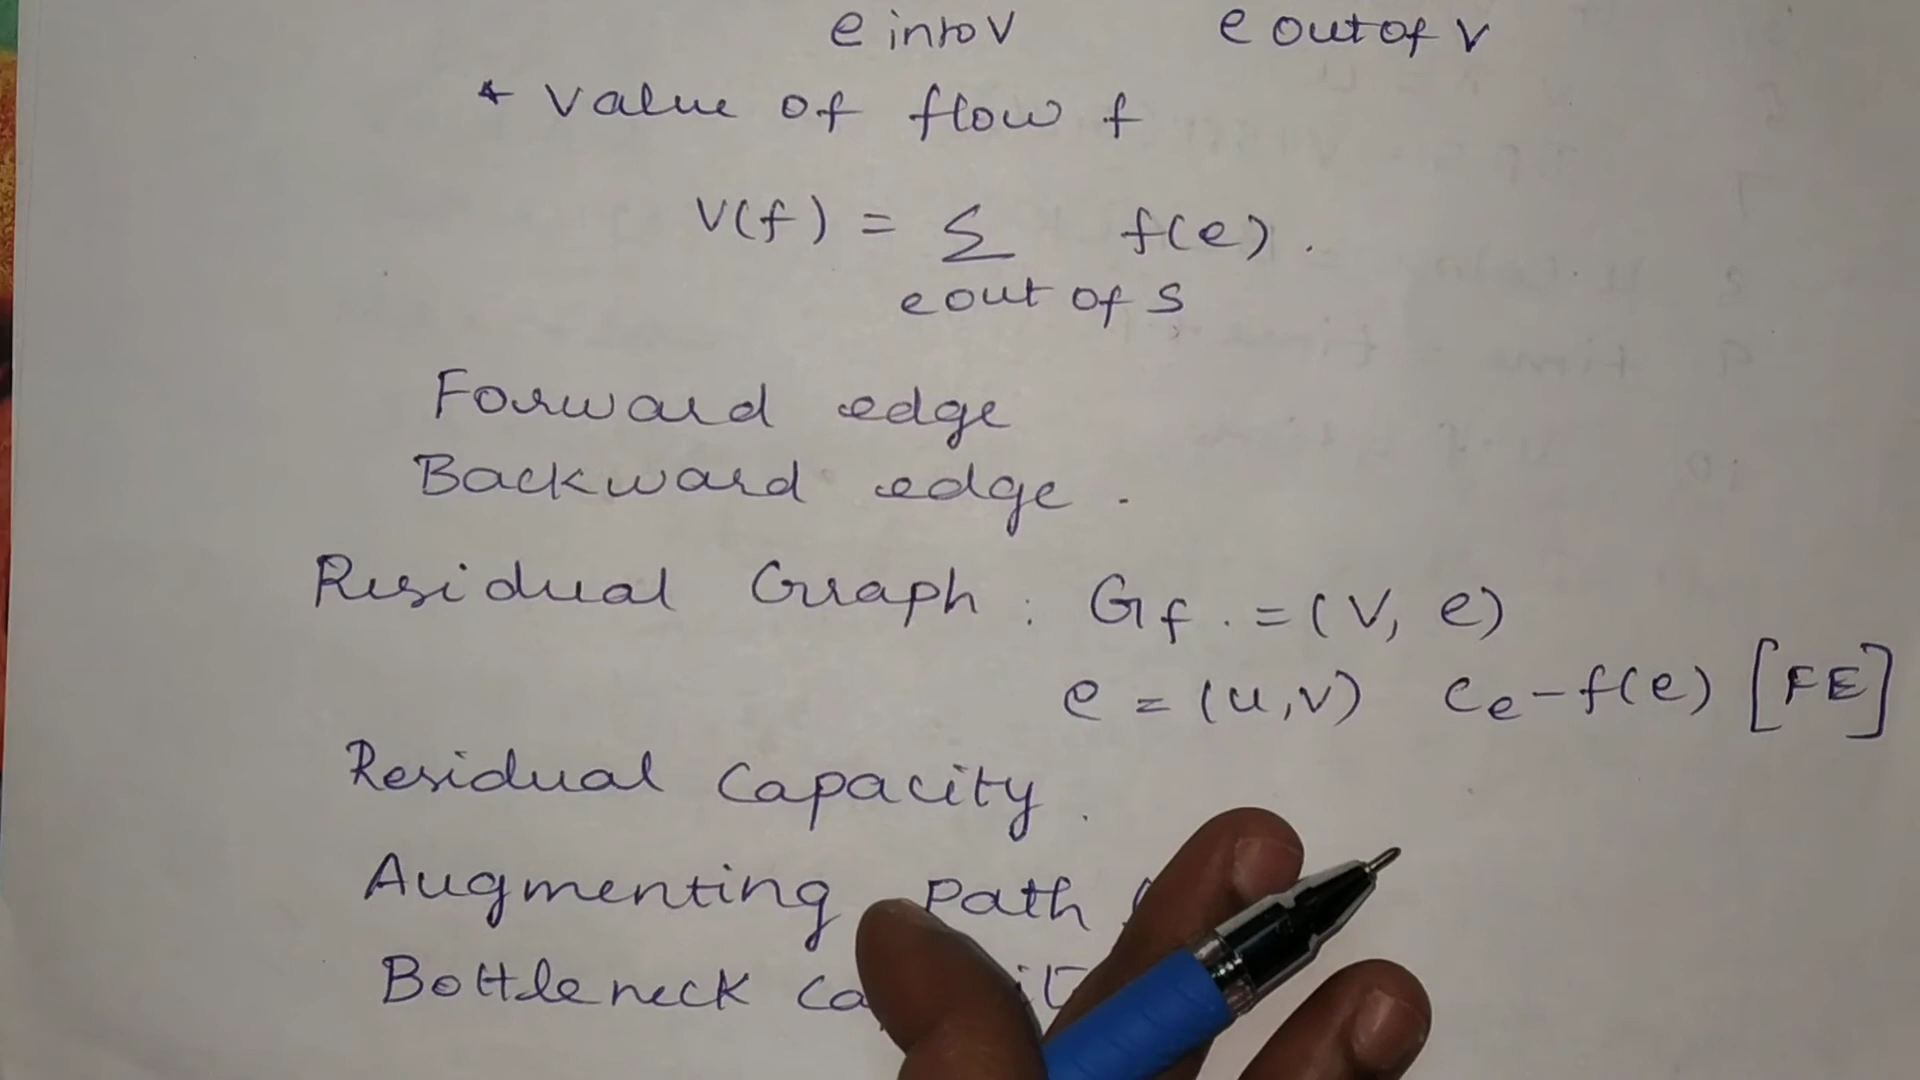 e into v e out of v
* Value of flow f
V(f) = Σ f(e).
e out of s
Forward edge
Backward edge.
Residual Graph : Gf. = (V, e)
e = (u,v) Ce - f(e) [FE]
Residual Capacity.
Augmenting Path
Bottleneck